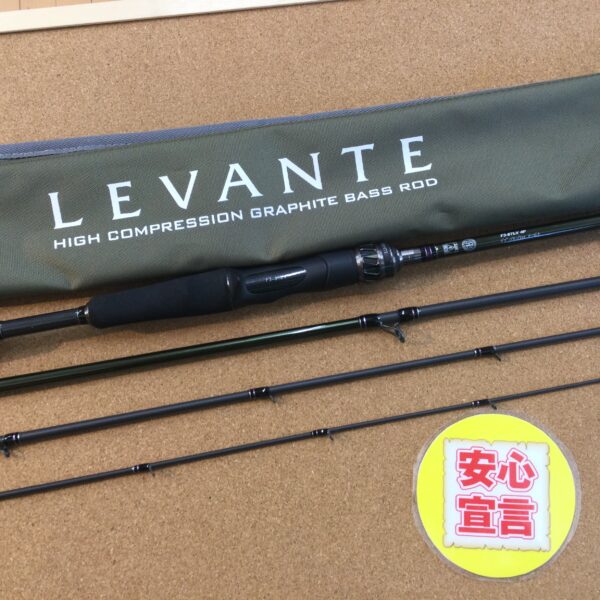 LEVANTE
HIGH COMPRESSION GRAPHITE BASS ROD
安心
宣言